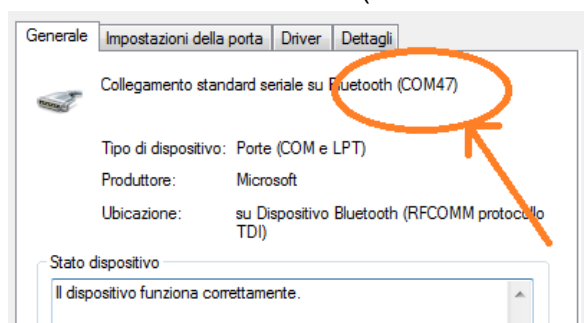 (
Generale Impostazioni della porta Driver Dettagli
Collegamento standard seriale su Bluetooth (COM47)
Tipo di dispositivo: Porte (COM e LPT)
Produttore: Microsoft
Ubicazione: su Dispositivo Bluetooth (RFCOMM protocollo
TDI)
Stato dispositivo
Il dispositivo funziona correttamente.